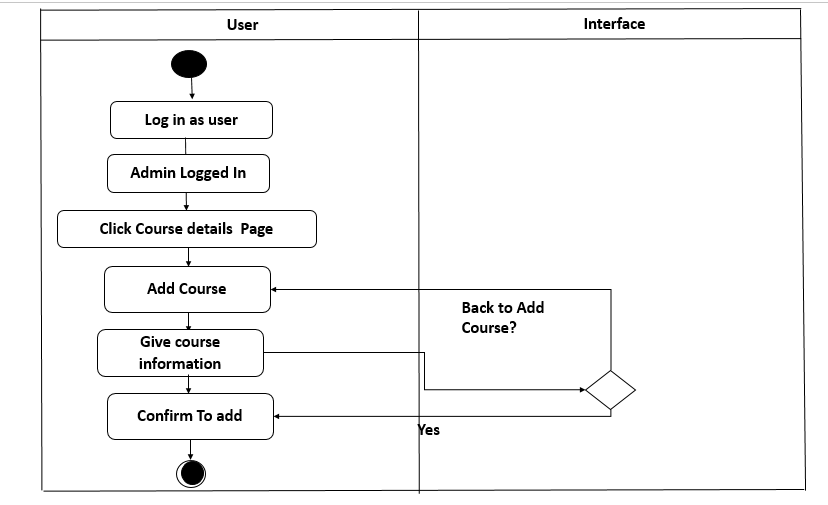 User
Interface
Log in as user
Admin Logged In
Click Course details Page
Add Course
Back to Add
Course?
Give course
information
Confirm To add
Yes